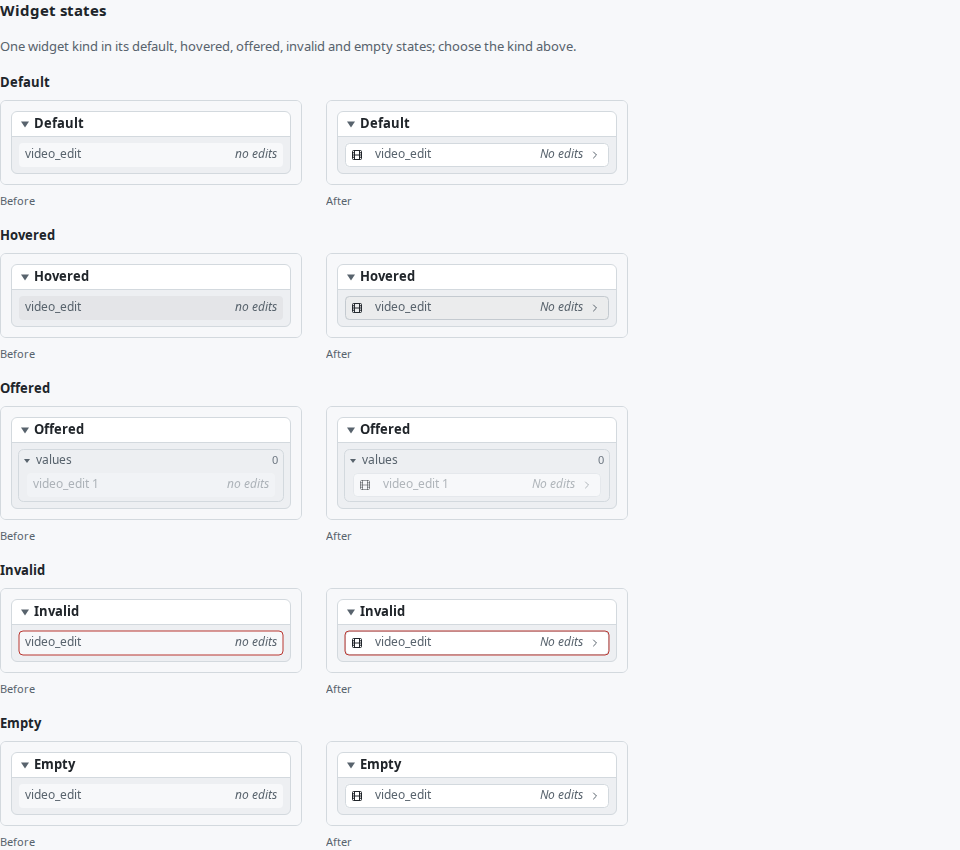 Widget states
One widget kind in its default, hovered, offered, invalid and empty states; choose the kind above.
Default
Default
video_edit no edits
Before
Default
video_edit No edits
After
Hovered
Hovered
video_edit no edits
Before
Hovered
video_edit No edits
After
Offered
Offered
values 0
video_edit 1 no edits
Before
Offered
values 0
video_edit 1 No edits
After
Invalid
Invalid
video_edit no edits
Before
Invalid
video_edit No edits
After
Empty
Empty
video_edit no edits
Before
Empty
video_edit No edits
After